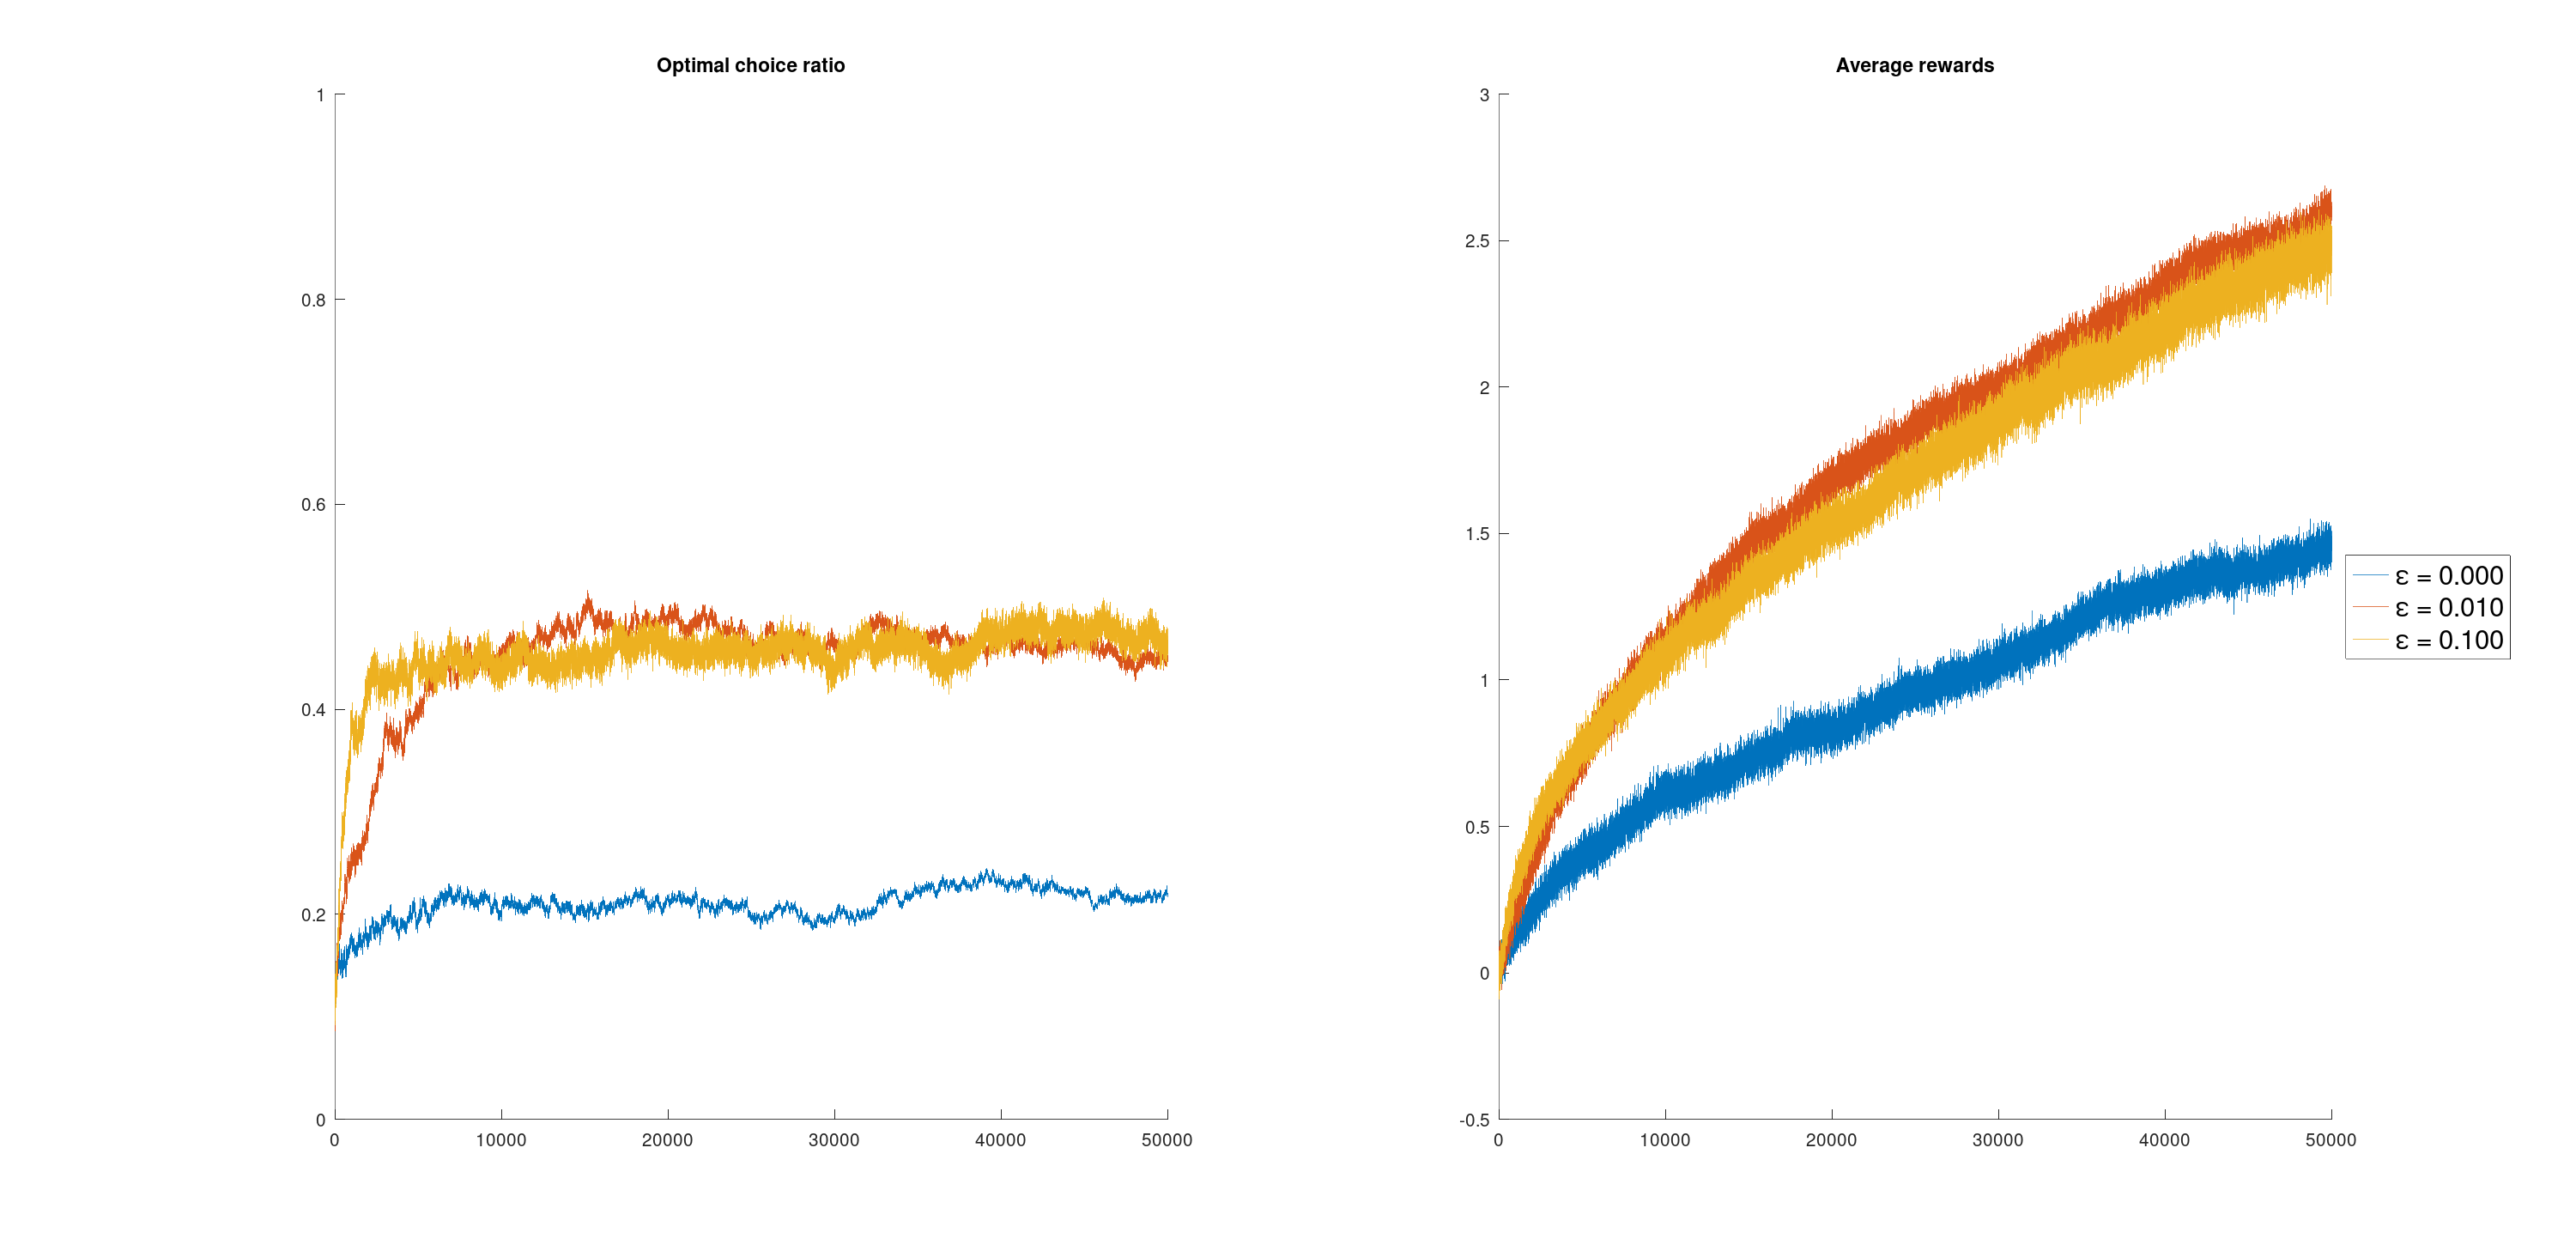 Optimal choice ratio
1
0.8
0.6
0.4
0.2
0
0 10000 20000 30000 40000 50000
Average rewards
3
2.5
2
1.5
1
0.5
0
-0.5
0 10000 20000 30000 40000 50000
ε = 0.000
ε = 0.010
ε = 0.100